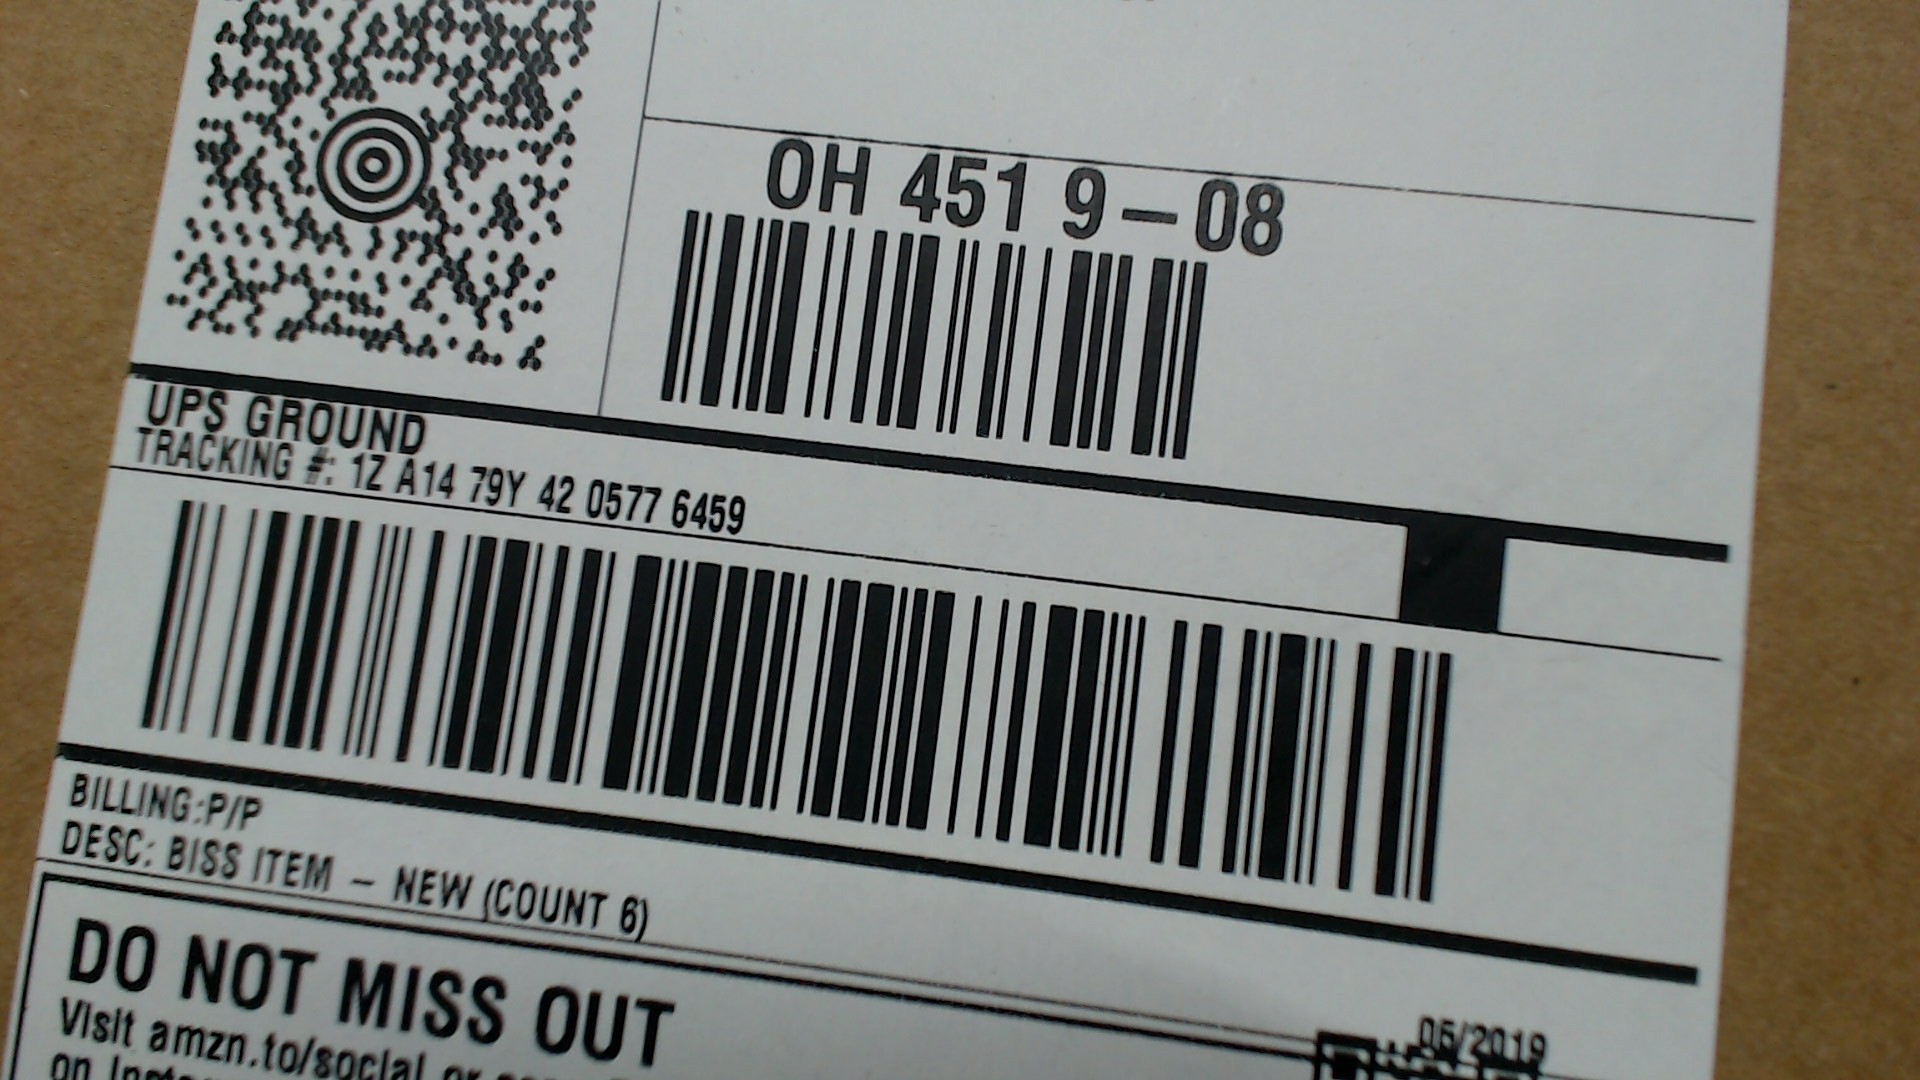 OH 451 9-08
UPS GROUND
TRACKING #: 1Z A14 79Y 42 0577 6459
BILLING:P/P
DESC: BISS ITEM - NEW (COUNT 6)
DO NOT MISS OUT
Visit amzn.to/social or
05/2019
on